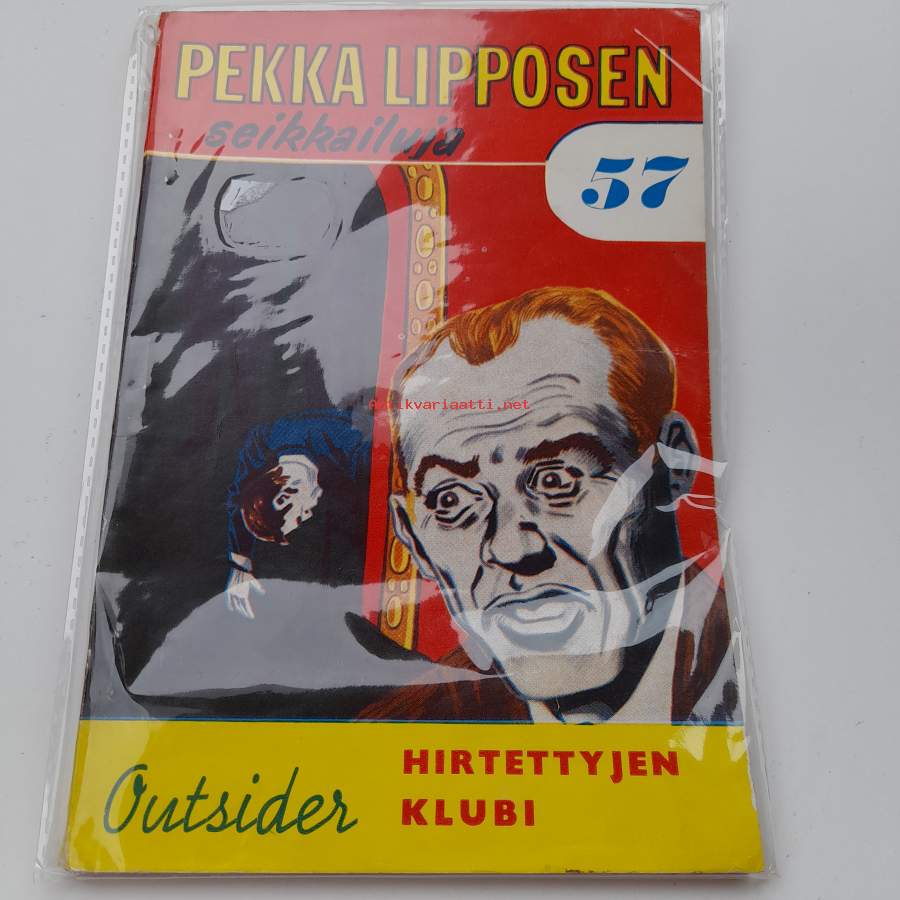 PEKKA LIPPOSEN
seikkailuja
57
Antikvariaatti.net
Outsider
HIRTETTYJEN
KLUBI